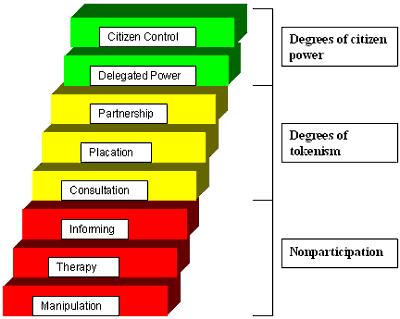 Citizen Control
Delegated Power
Partnership
Placation
Consultation
Informing
Therapy
Manipulation
Degrees of citizen
power
Degrees of
tokenism
Nonparticipation